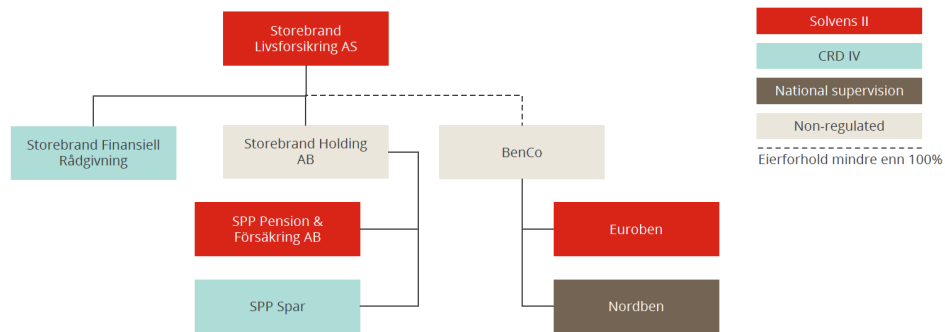 Storebrand
Livsforsikring AS
Solvens II
CRD IV
National supervision
Non-regulated
Eierforhold mindre enn 100%
Storebrand Finansiell
Rådgivning
Storebrand Holding
AB
BenCo
SPP Pension &
Försäkring AB
Euroben
SPP Spar
Nordben